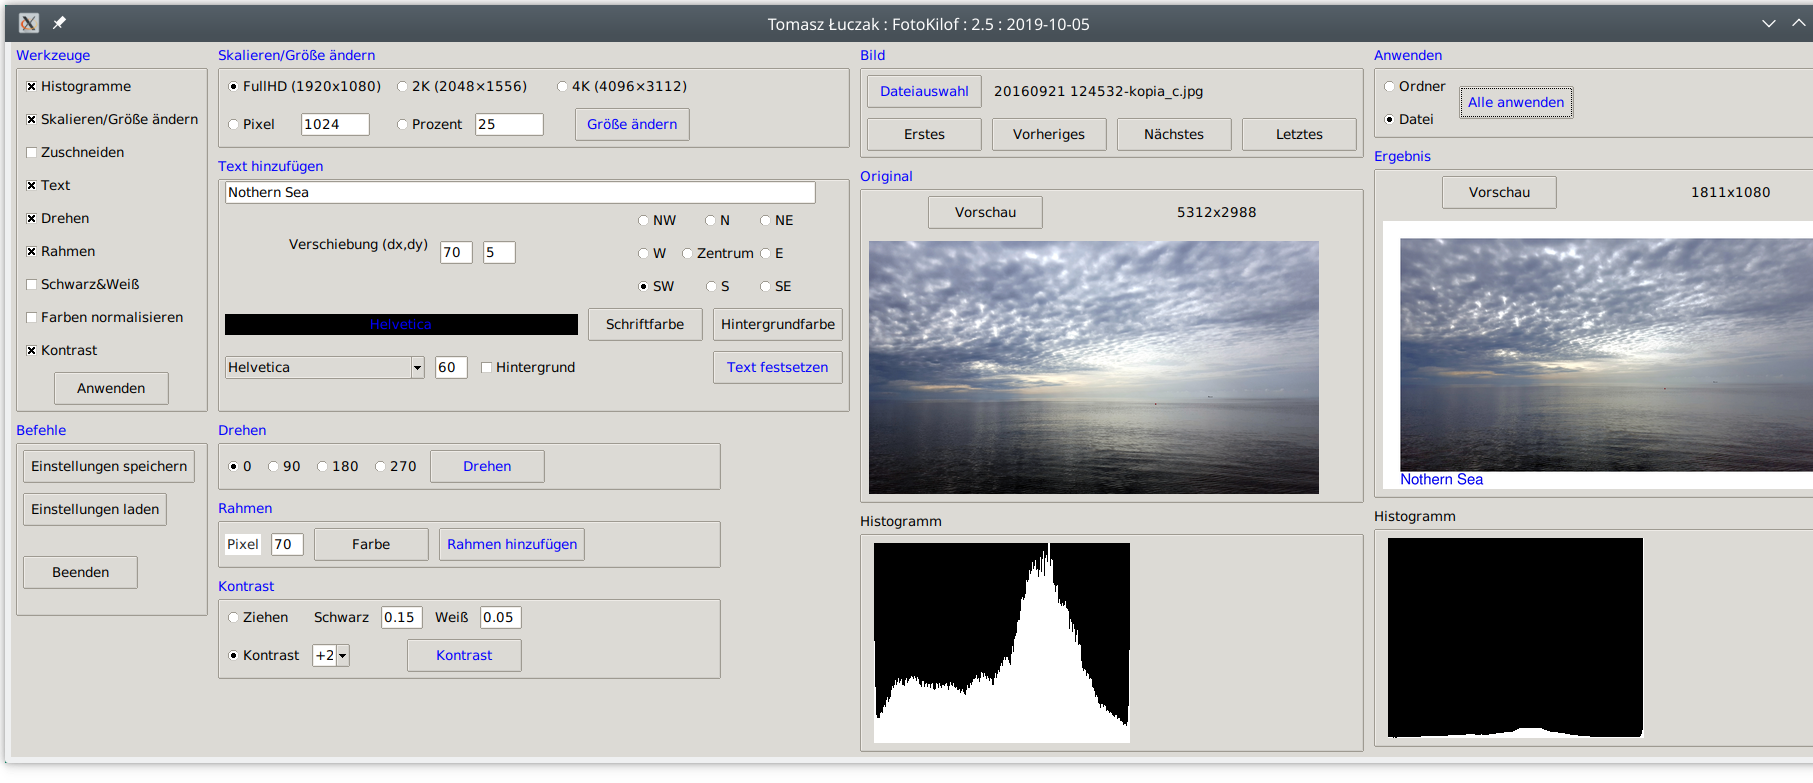 Tomasz Łuczak : FotoKilof : 2.5 : 2019-10-05
Werkzeuge
Histogramme
Skalieren/Größe ändern
Zuschneiden
Text
Drehen
Rahmen
Schwarz&Weiß
Farben normalisieren
Kontrast
Anwenden
Befehle
Einstellungen speichern
Einstellungen laden
Beenden
Skalieren/Größe ändern
FullHD (1920x1080) 2K (2048×1556) 4K (4096×3112)
Pixel 1024 Prozent 25 Größe ändern
Text hinzufügen
Nothern Sea
NW N NE
Verschiebung (dx,dy) 70 5
W Zentrum E
SW S SE
Helvetica Schriftfarbe Hintergrundfarbe
Helvetica 60 Hintergrund Text festsetzen
Drehen
0 90 180 270 Drehen
Rahmen
Pixel 70 Farbe Rahmen hinzufügen
Kontrast
Ziehen Schwarz 0.15 Weiß 0.05
Kontrast +2 Kontrast
Bild
Dateiauswahl 20160921 124532-kopia_c.jpg
Erstes Vorheriges Nächstes Letztes
Original
Vorschau 5312x2988
Histogramm
Anwenden
Ordner
Alle anwenden
Datei
Ergebnis
Vorschau 1811x1080
Nothern Sea
Histogramm